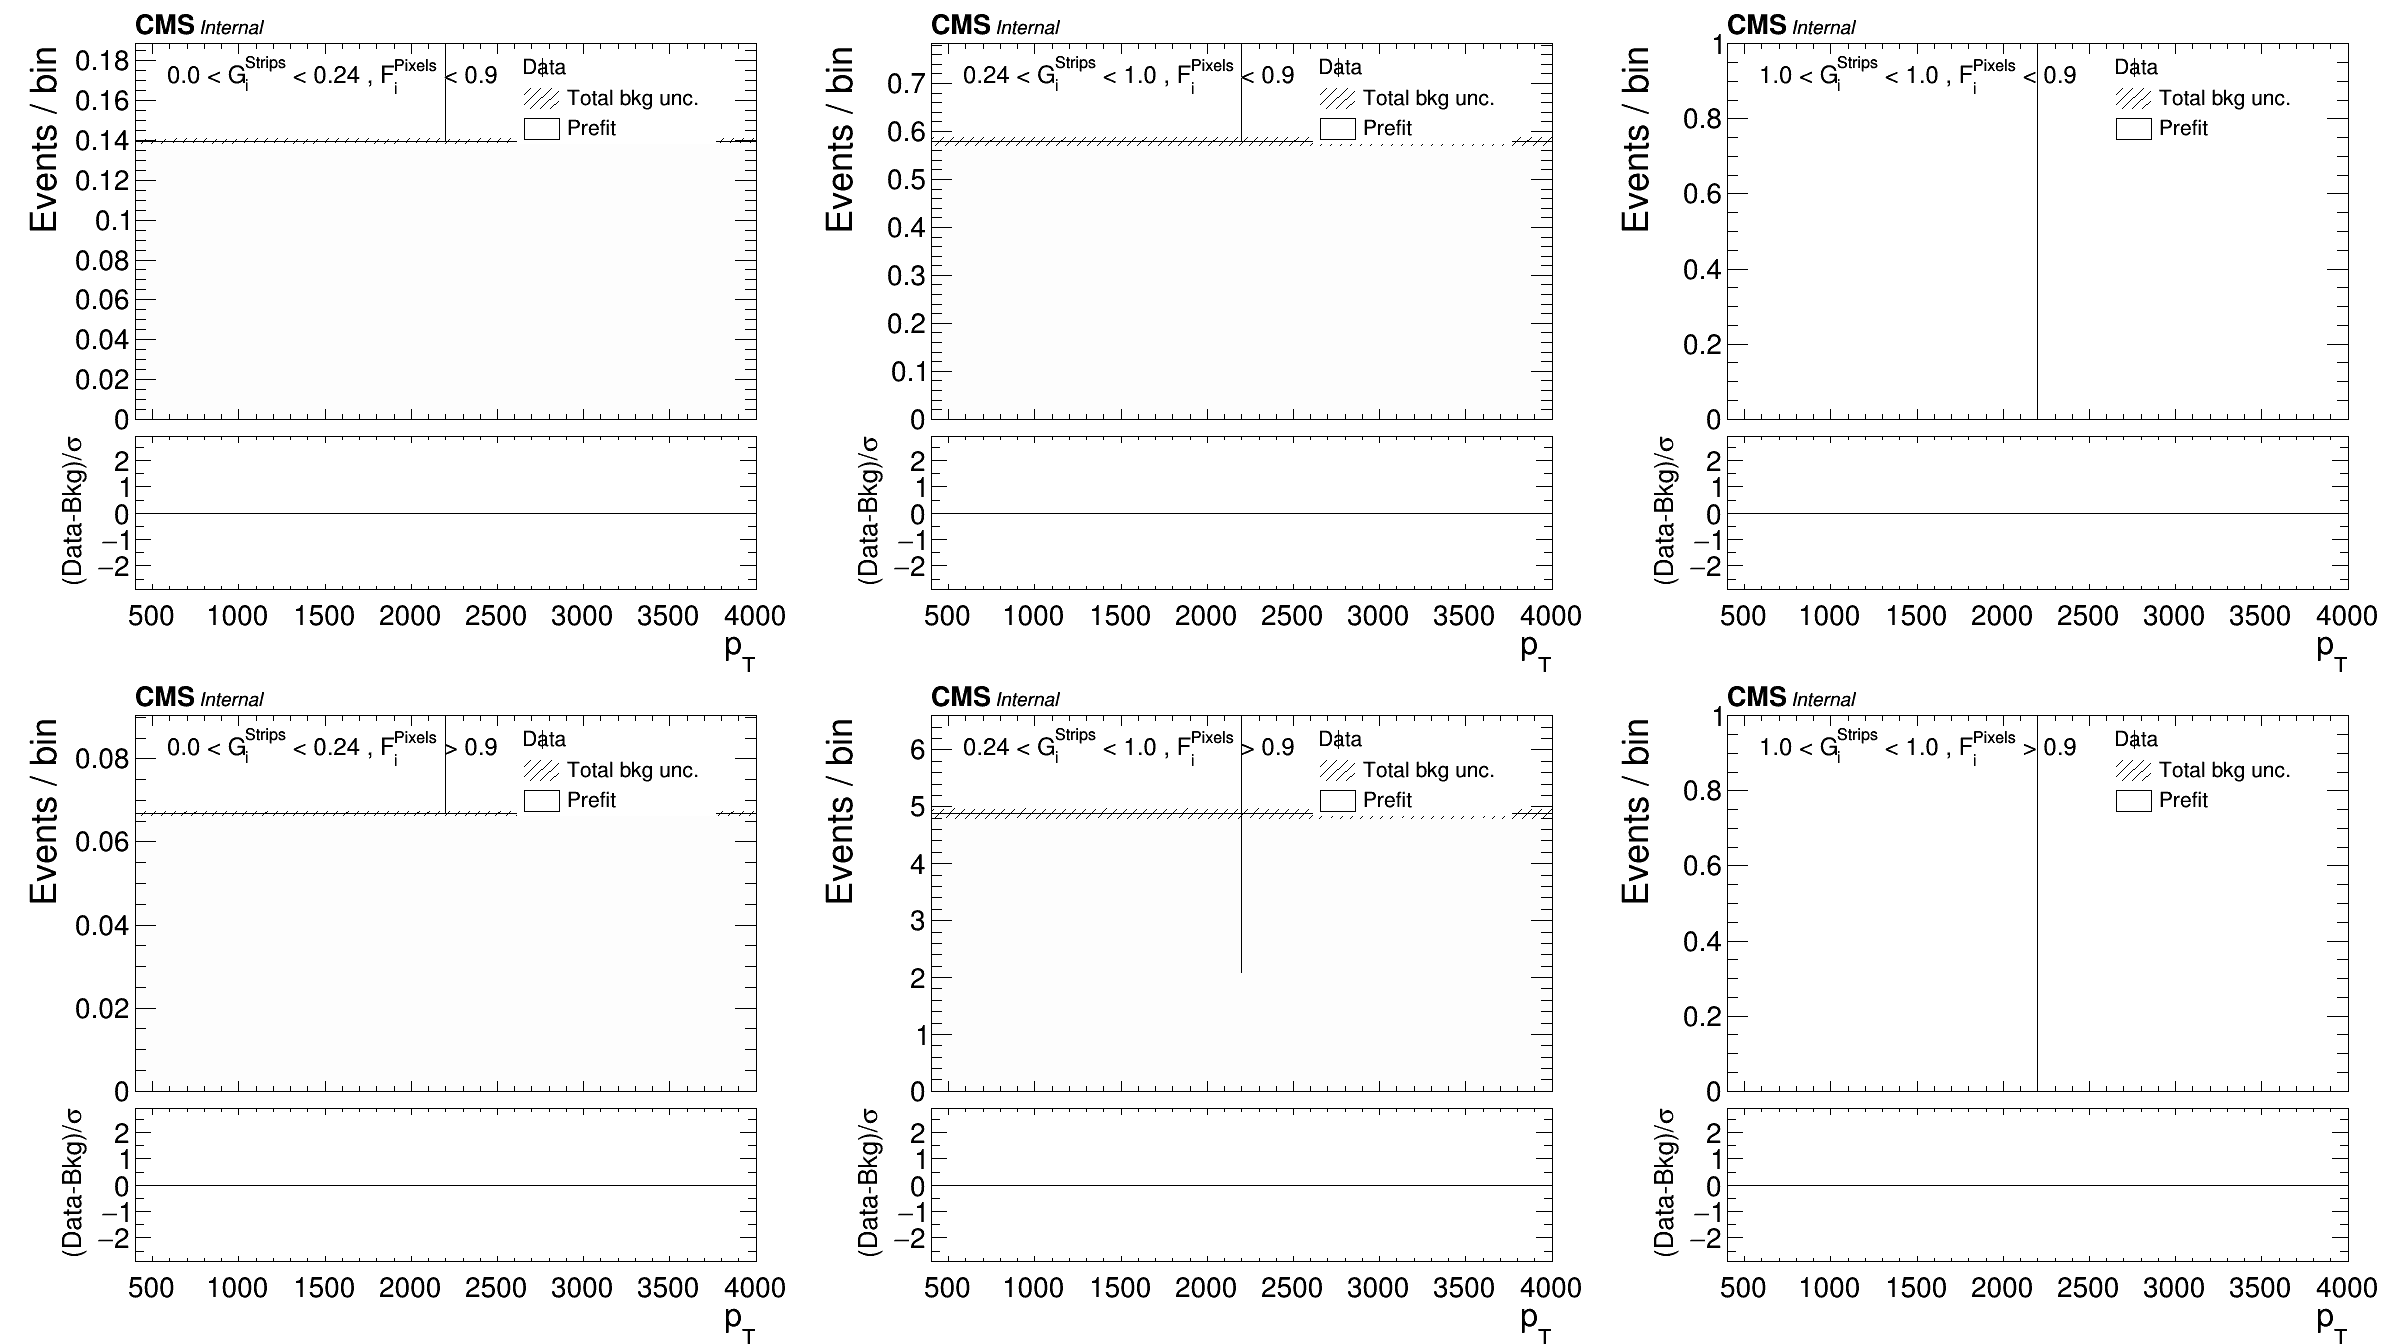 CMS Internal
Events / bin
0.0 < G_i^Strips < 0.24 , F_i^Pixels < 0.9
Data
Total bkg unc.
Prefit
0.18
0.16
0.14
0.12
0.1
0.08
0.06
0.04
0.02
0
(Data-Bkg)/σ
2
1
0
−1
−2
500 1000 1500 2000 2500 3000 3500 4000
p_T
CMS Internal
Events / bin
0.24 < G_i^Strips < 1.0 , F_i^Pixels < 0.9
Data
Total bkg unc.
Prefit
0.7
0.6
0.5
0.4
0.3
0.2
0.1
0
(Data-Bkg)/σ
2
1
0
−1
−2
500 1000 1500 2000 2500 3000 3500 4000
p_T
CMS Internal
Events / bin
1.0 < G_i^Strips < 1.0 , F_i^Pixels < 0.9
Data
Total bkg unc.
Prefit
1
0.8
0.6
0.4
0.2
0
(Data-Bkg)/σ
2
1
0
−1
−2
500 1000 1500 2000 2500 3000 3500 4000
p_T
CMS Internal
Events / bin
0.0 < G_i^Strips < 0.24 , F_i^Pixels > 0.9
Data
Total bkg unc.
Prefit
0.08
0.06
0.04
0.02
0
(Data-Bkg)/σ
2
1
0
−1
−2
500 1000 1500 2000 2500 3000 3500 4000
p_T
CMS Internal
Events / bin
0.24 < G_i^Strips < 1.0 , F_i^Pixels > 0.9
Data
Total bkg unc.
Prefit
6
5
4
3
2
1
0
(Data-Bkg)/σ
2
1
0
−1
−2
500 1000 1500 2000 2500 3000 3500 4000
p_T
CMS Internal
Events / bin
1.0 < G_i^Strips < 1.0 , F_i^Pixels > 0.9
Data
Total bkg unc.
Prefit
1
0.8
0.6
0.4
0.2
0
(Data-Bkg)/σ
2
1
0
−1
−2
500 1000 1500 2000 2500 3000 3500 4000
p_T